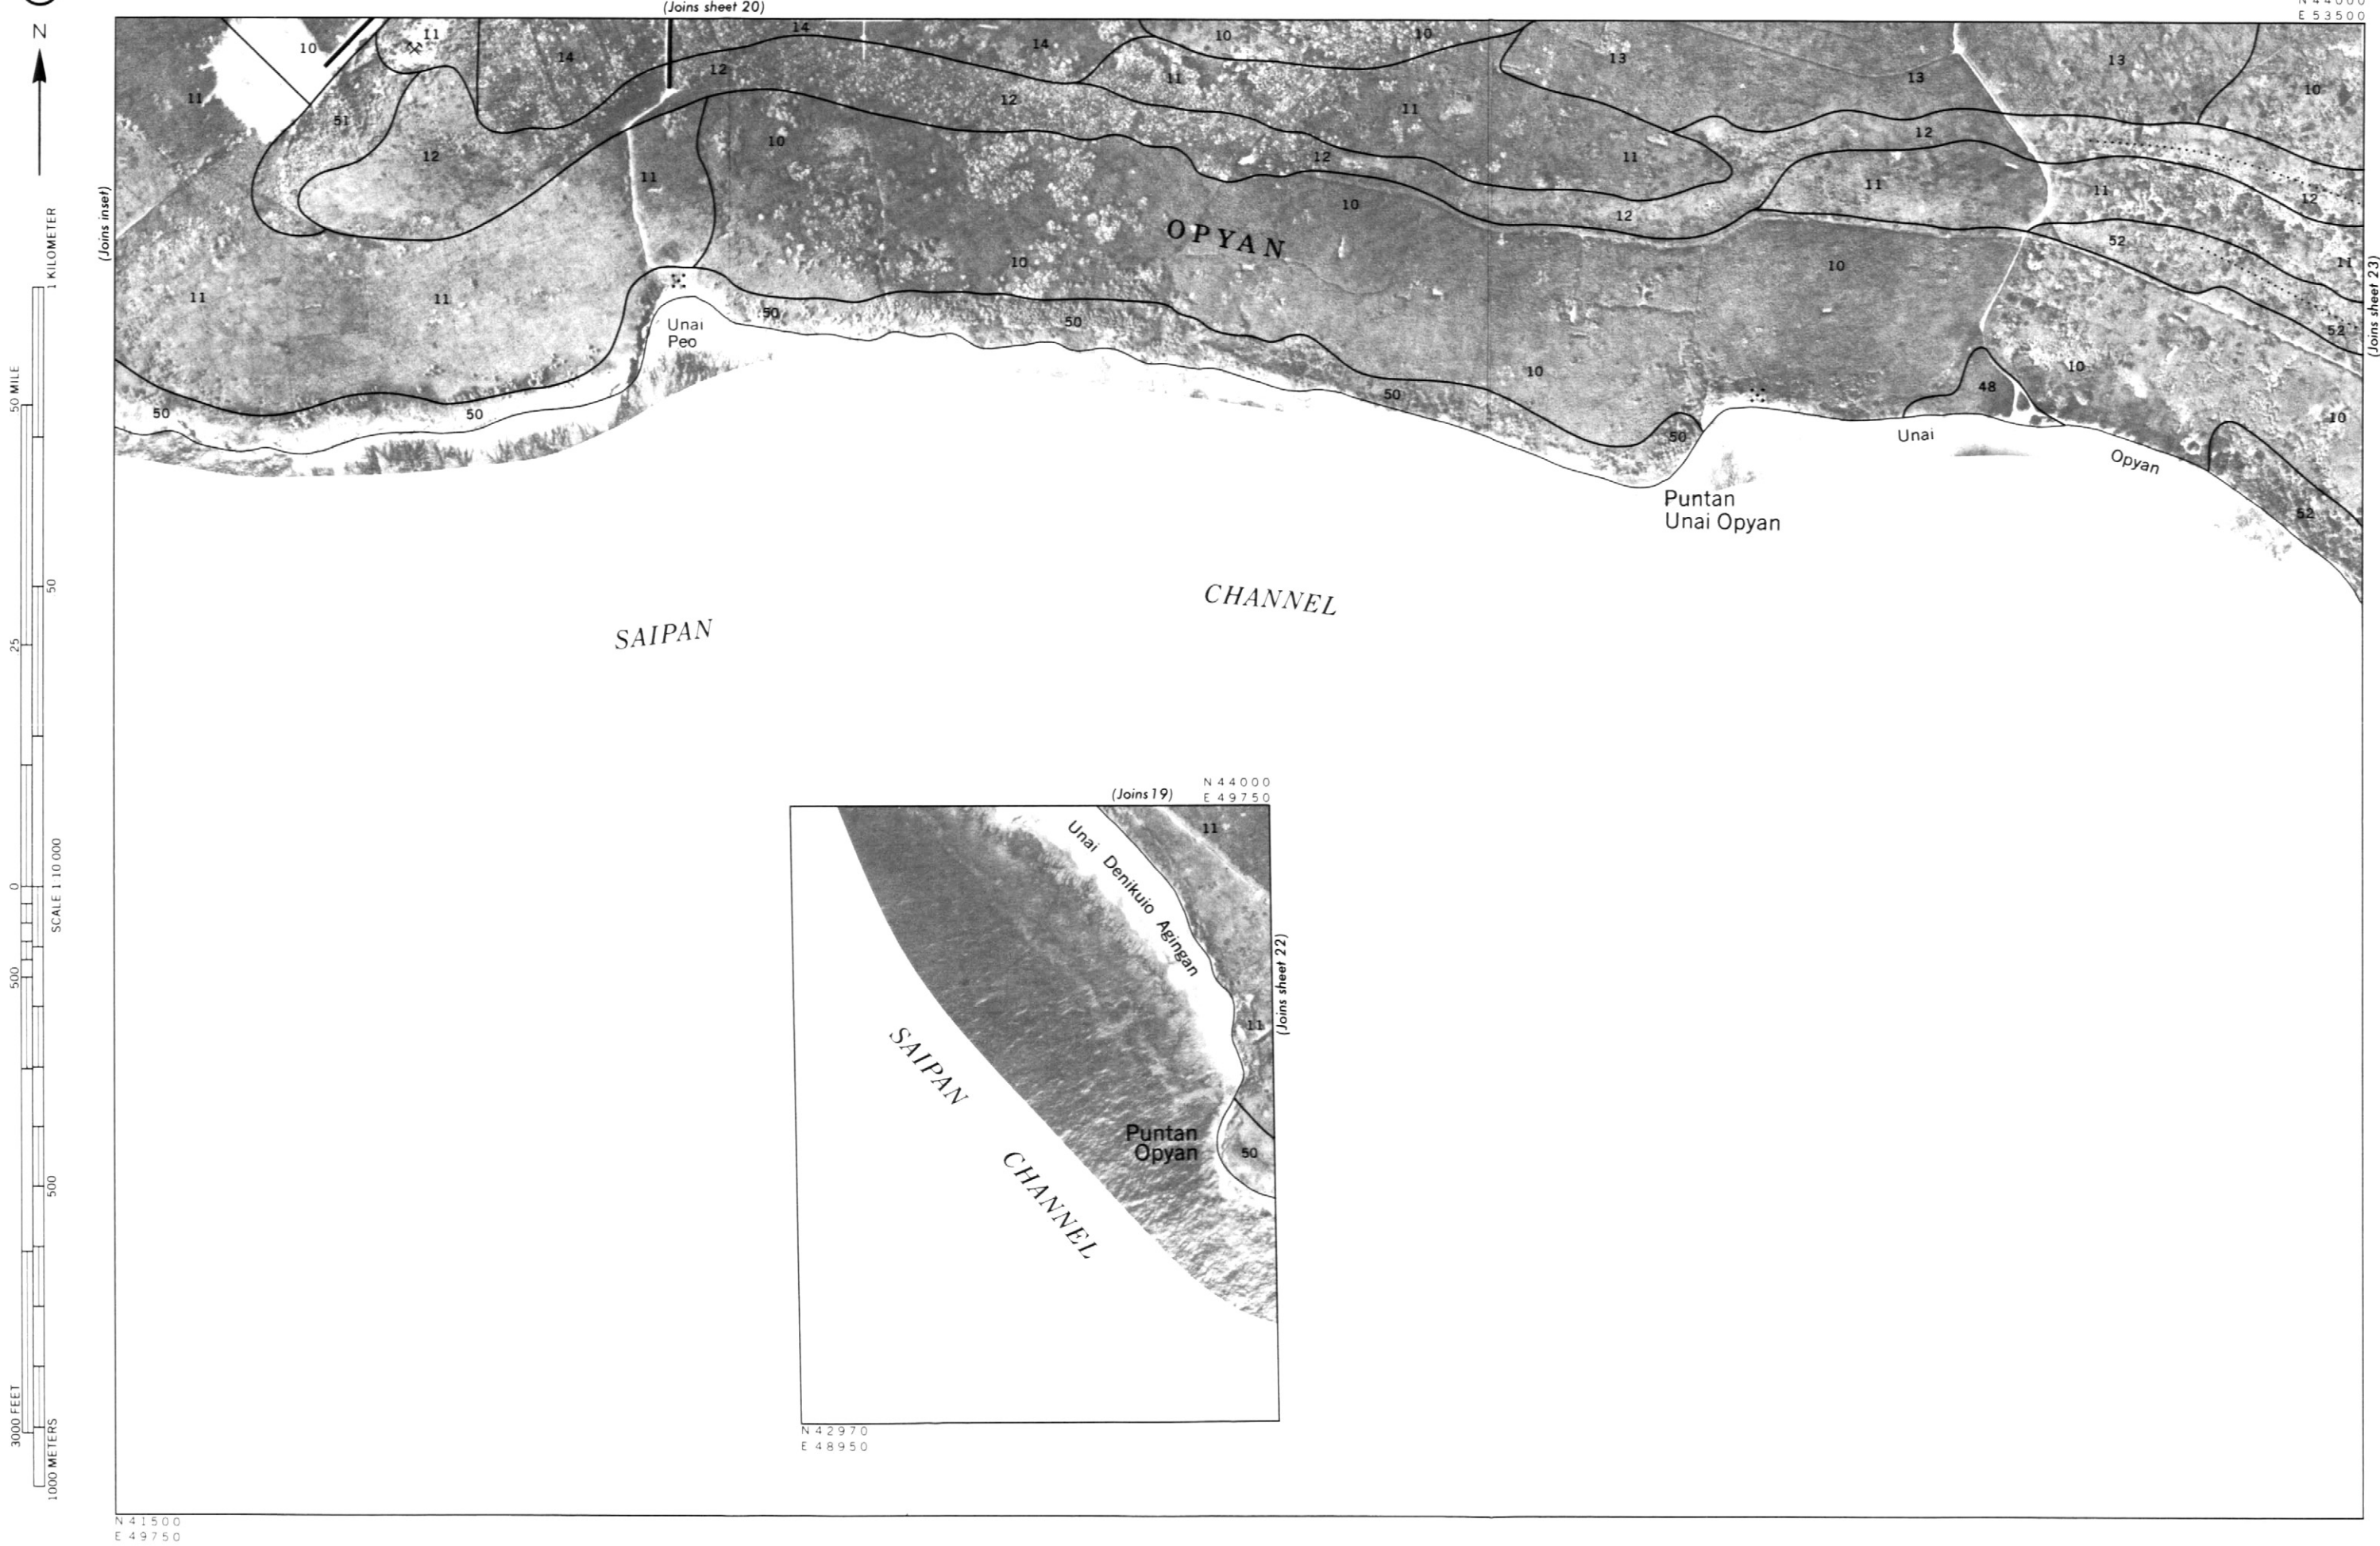 (Joins sheet 20)
N 44000
E 53500
N
11
10
11
14
14
14
10
10
13
13
13
10
51
12
12
11
12
11
12
10
12
11
11
11
12
12
10
11
10
OPYAN
52
(Joins inset)
11
11
10
10
11
(Joins sheet 23)
52
Unai
Peo
50
50
10
10
50
48
10
50
50
50
Unai
Opyan
52
Puntan
Unai Opyan
SAIPAN
CHANNEL
1 KILOMETER
50 MILE
50
25
0
SCALE 1 10 000
500
500
3000 FEET
1000 METERS
(Joins 19)
N 44000
E 49750
11
Unai Denikuio Agingan
(Joins sheet 22)
11
SAIPAN
CHANNEL
Puntan
Opyan
50
N 42970
E 48950
N 41500
E 49750